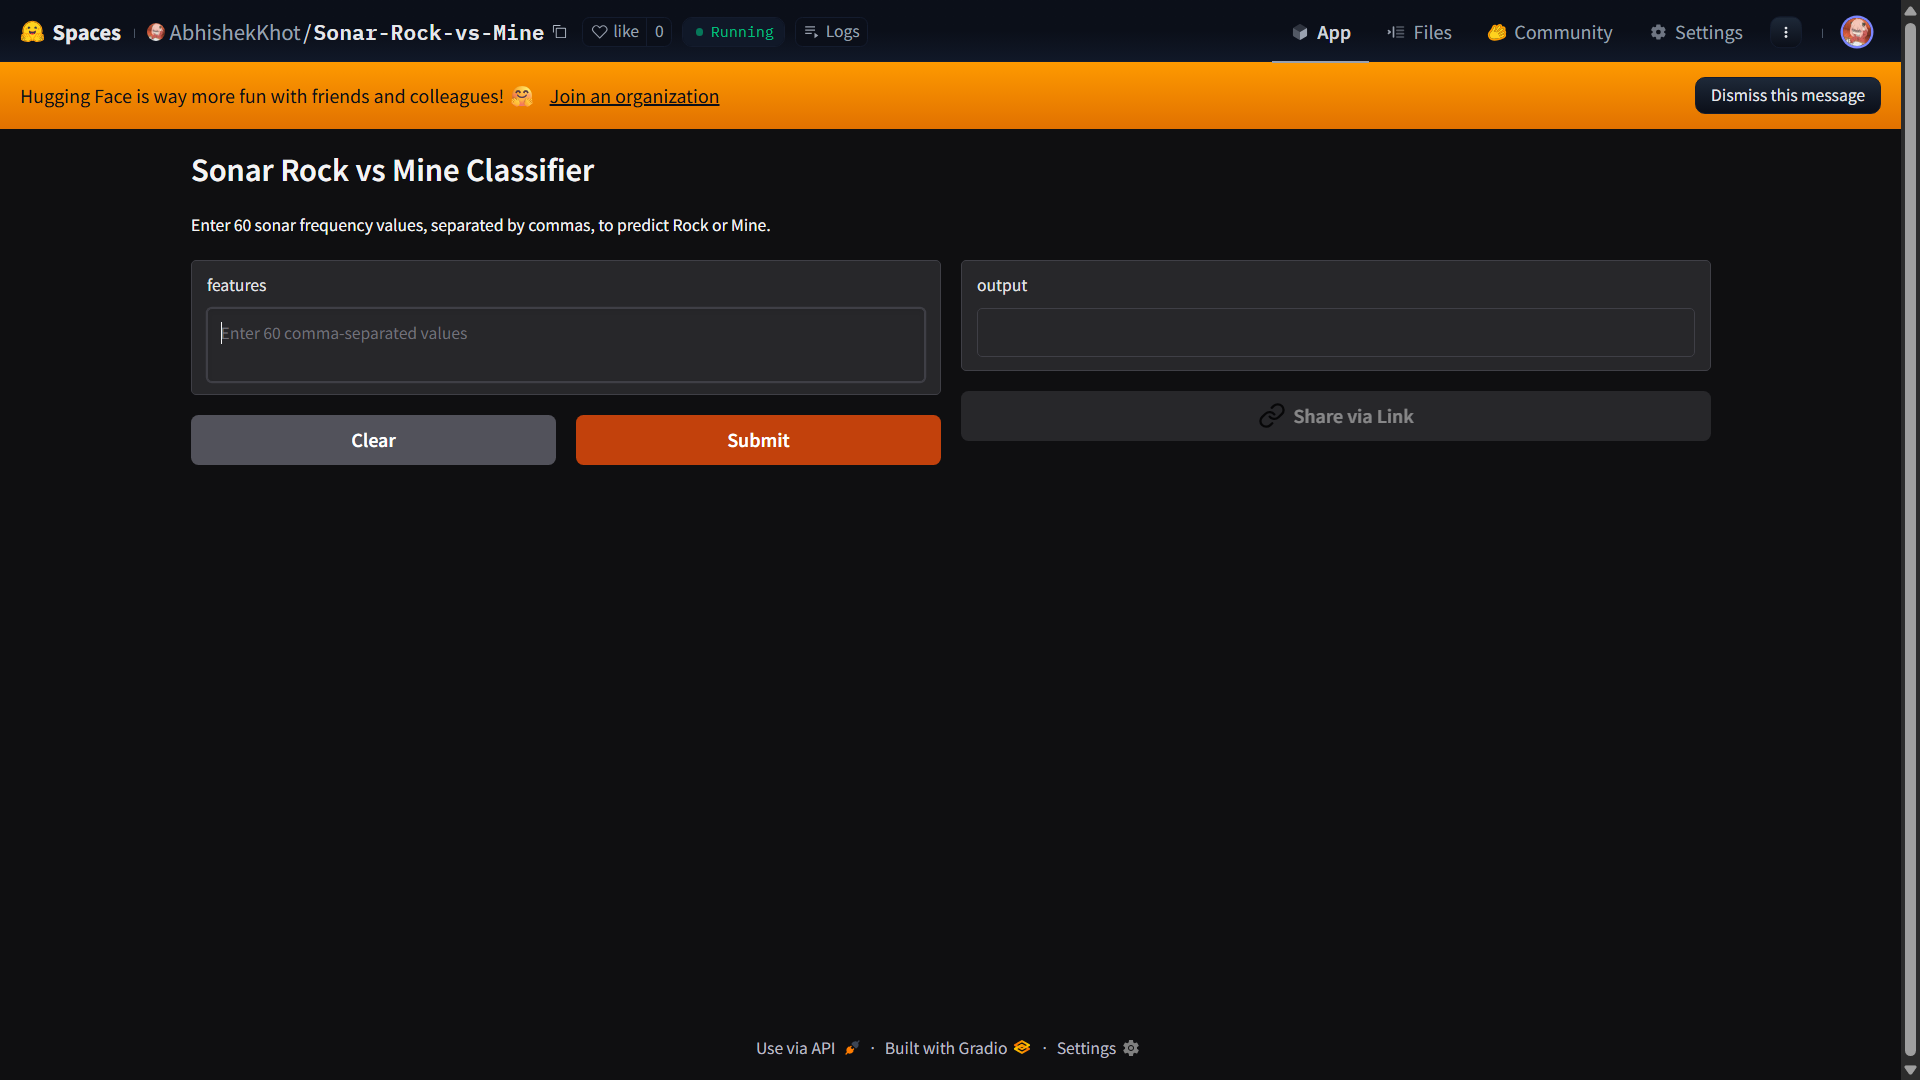 Spaces
AbhishekKhot/Sonar-Rock-vs-Mine
like 0
Running
Logs
App
Files
Community
Settings
Hugging Face is way more fun with friends and colleagues! 🤗 Join an organization
Dismiss this message
Sonar Rock vs Mine Classifier
Enter 60 sonar frequency values, separated by commas, to predict Rock or Mine.
features
Enter 60 comma-separated values
Clear
Submit
output
Share via Link
Use via API 🚀 · Built with Gradio · Settings